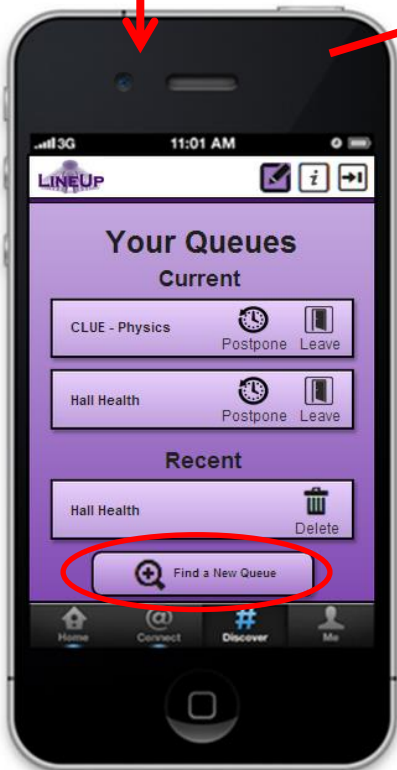 3G 11:01 AM
LINEUP
i
Your Queues
Current
CLUE - Physics
Postpone Leave
Hall Health
Postpone Leave
Recent
Hall Health
Delete
Find a New Queue
Home Connect Discover Me